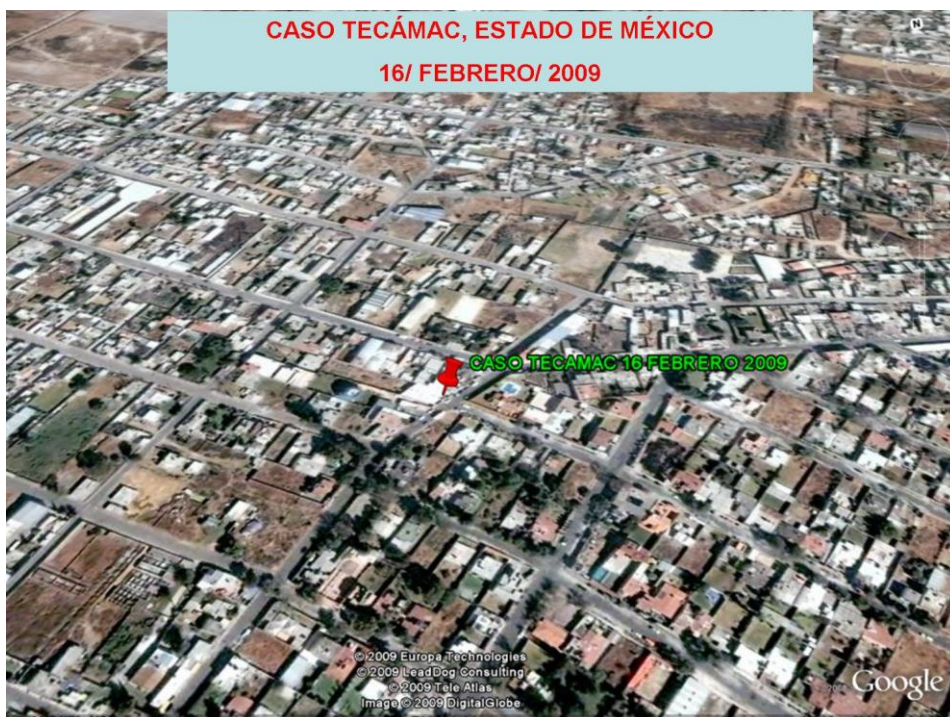 CASO TECÁMAC, ESTADO DE MÉXICO
16/ FEBRERO/ 2009
N
CASO TECAMAC 16 FEBRERO 2009
© 2009 Europa Technologies
© 2009 LeadDog Consulting
© 2009 Tele Atlas
Image © 2009 DigitalGlobe
Google